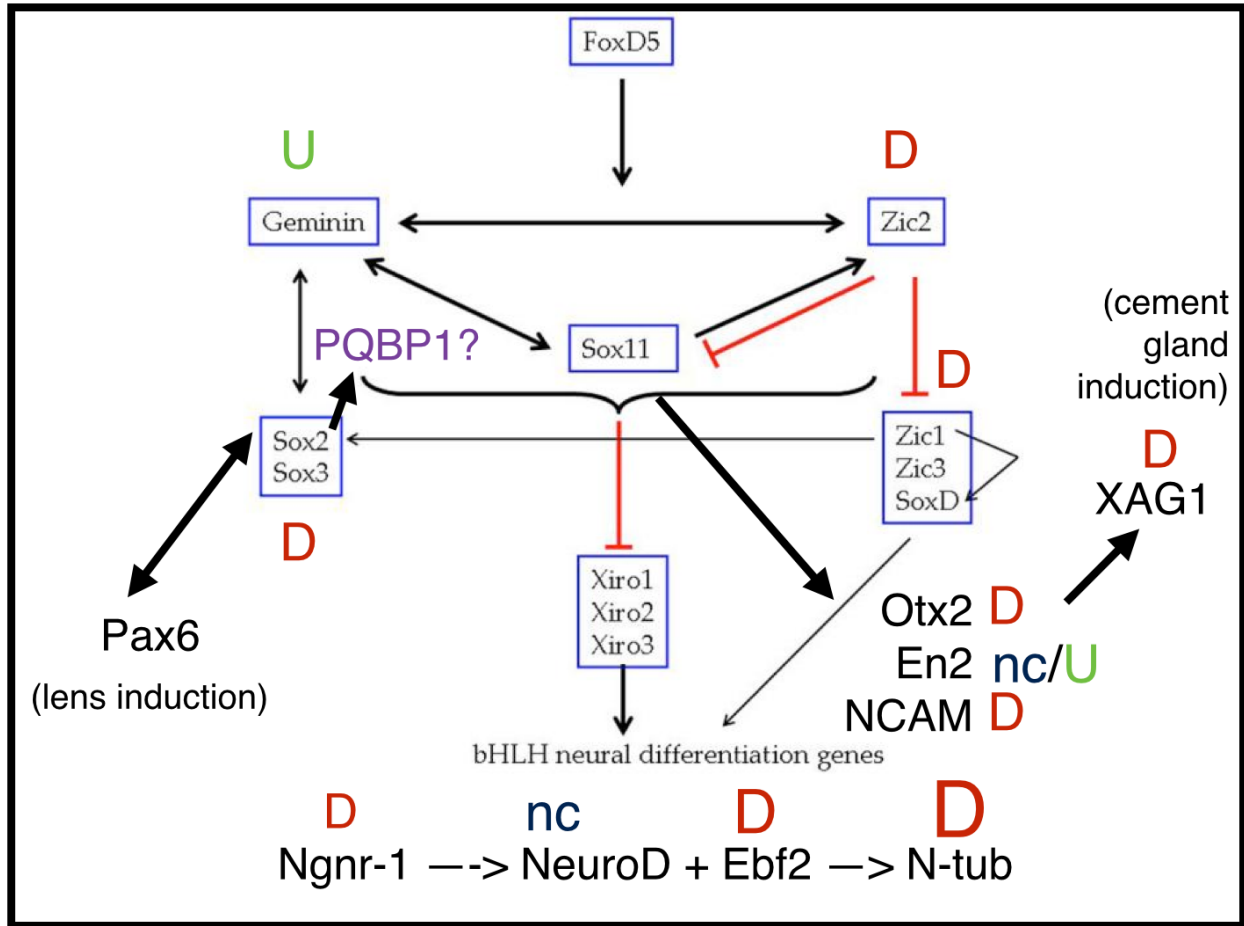 FoxD5
U
D
Geminin
Zic2
(cement
gland
induction)
PQBP1?
Sox11
D
Sox2
Sox3
Zic1
Zic3
SoxD
D
XAG1
D
Xiro1
Xiro2
Xiro3
Otx2 D
En2 nc/U
NCAM D
Pax6
(lens induction)
bHLH neural differentiation genes
D nc D D
Ngnr-1 —-> NeuroD + Ebf2 —> N-tub